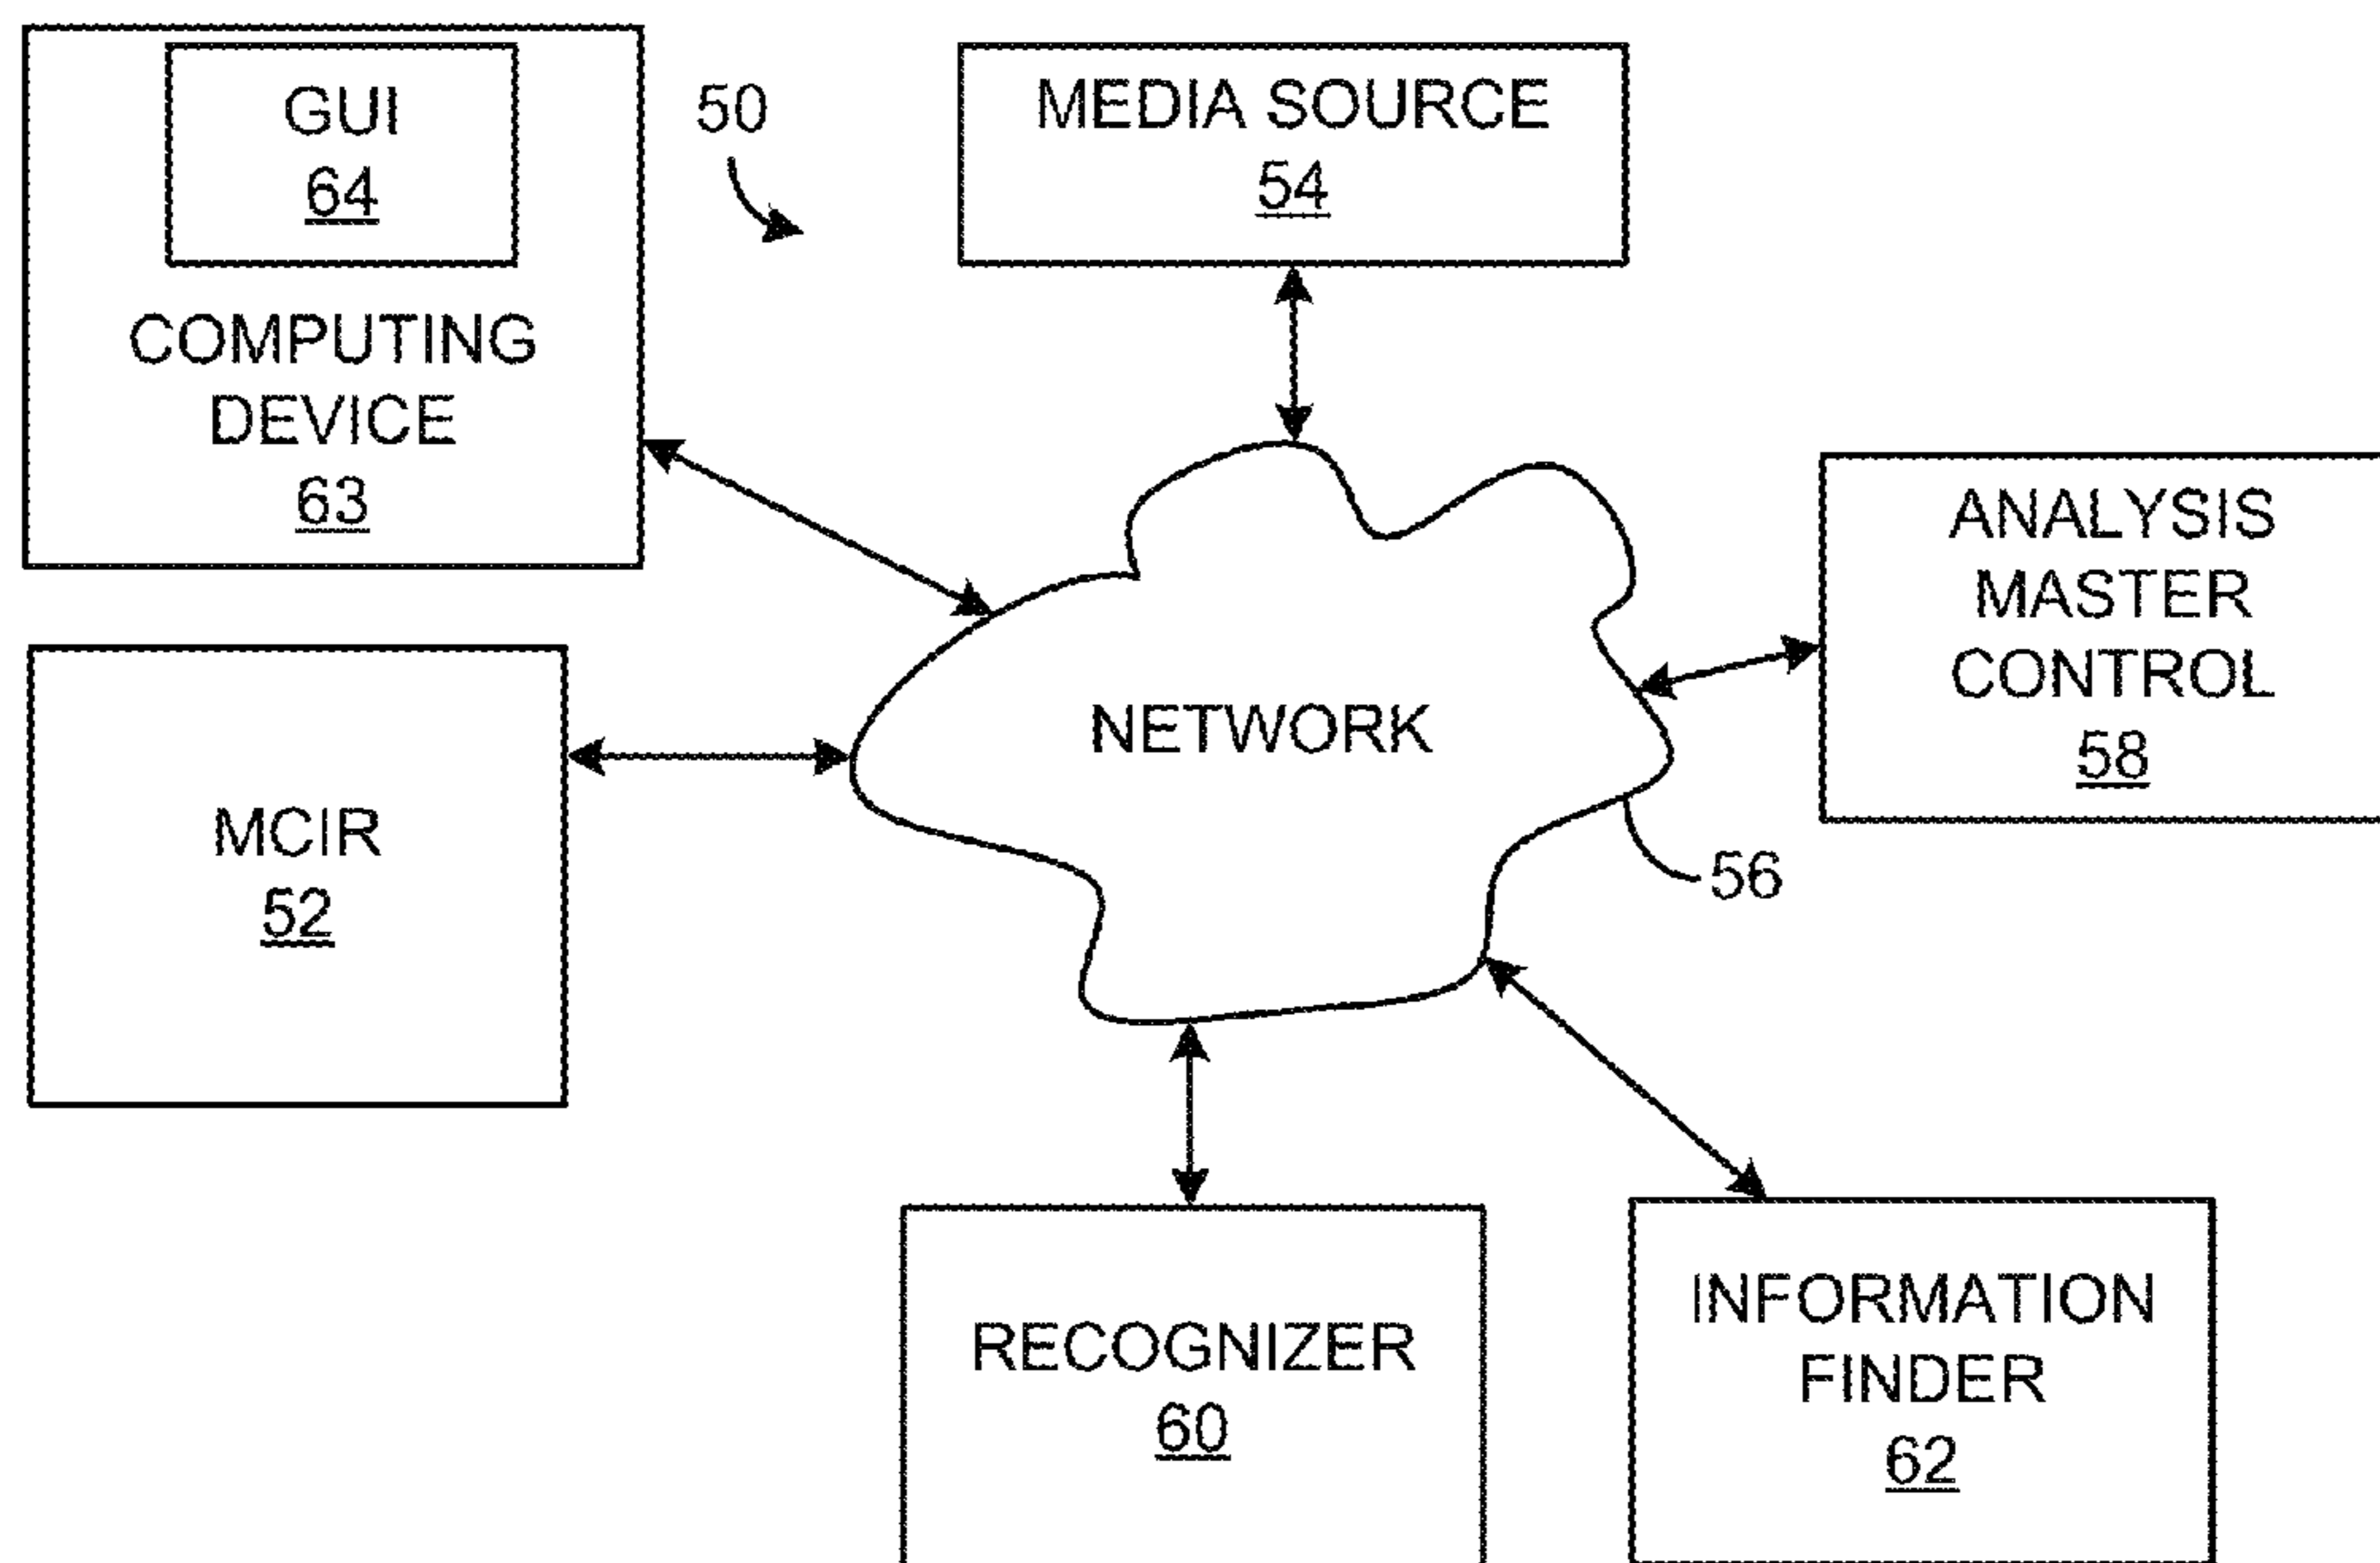 GUI
64
COMPUTING
DEVICE
63
50
MEDIA SOURCE
54
ANALYSIS
MASTER
CONTROL
58
NETWORK
56
MCIR
52
RECOGNIZER
60
INFORMATION
FINDER
62